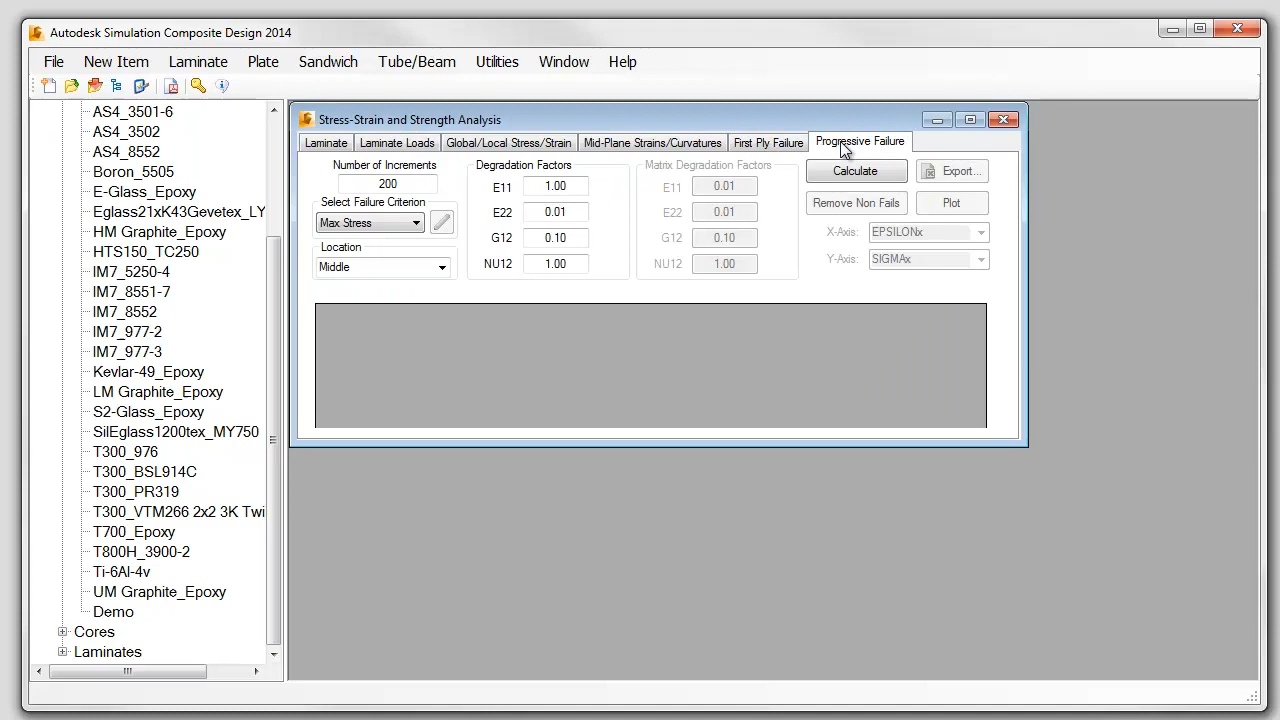 Autodesk Simulation Composite Design 2014
File New Item Laminate Plate Sandwich Tube/Beam Utilities Window Help
AS4_3501-6
AS4_3502
AS4_8552
Boron_5505
E-Glass_Epoxy
Eglass21xK43Gevetex_LY
HM Graphite_Epoxy
HTS150_TC250
IM7_5250-4
IM7_8551-7
IM7_8552
IM7_977-2
IM7_977-3
Kevlar-49_Epoxy
LM Graphite_Epoxy
S2-Glass_Epoxy
SilEglass1200tex_MY750
T300_976
T300_BSL914C
T300_PR319
T300_VTM266 2x2 3K Twi
T700_Epoxy
T800H_3900-2
Ti-6Al-4v
UM Graphite_Epoxy
Demo
Cores
Laminates
Stress-Strain and Strength Analysis
Laminate Laminate Loads Global/Local Stress/Strain Mid-Plane Strains/Curvatures First Ply Failure Progressive Failure
Number of Increments
200
Select Failure Criterion
Max Stress
Location
Middle
Degradation Factors
E11 1.00
E22 0.01
G12 0.10
NU12 1.00
Matrix Degradation Factors
E11 0.01
E22 0.01
G12 0.10
NU12 1.00
Calculate Export...
Remove Non Fails Plot
X-Axis: EPSILONx
Y-Axis: SIGMAx